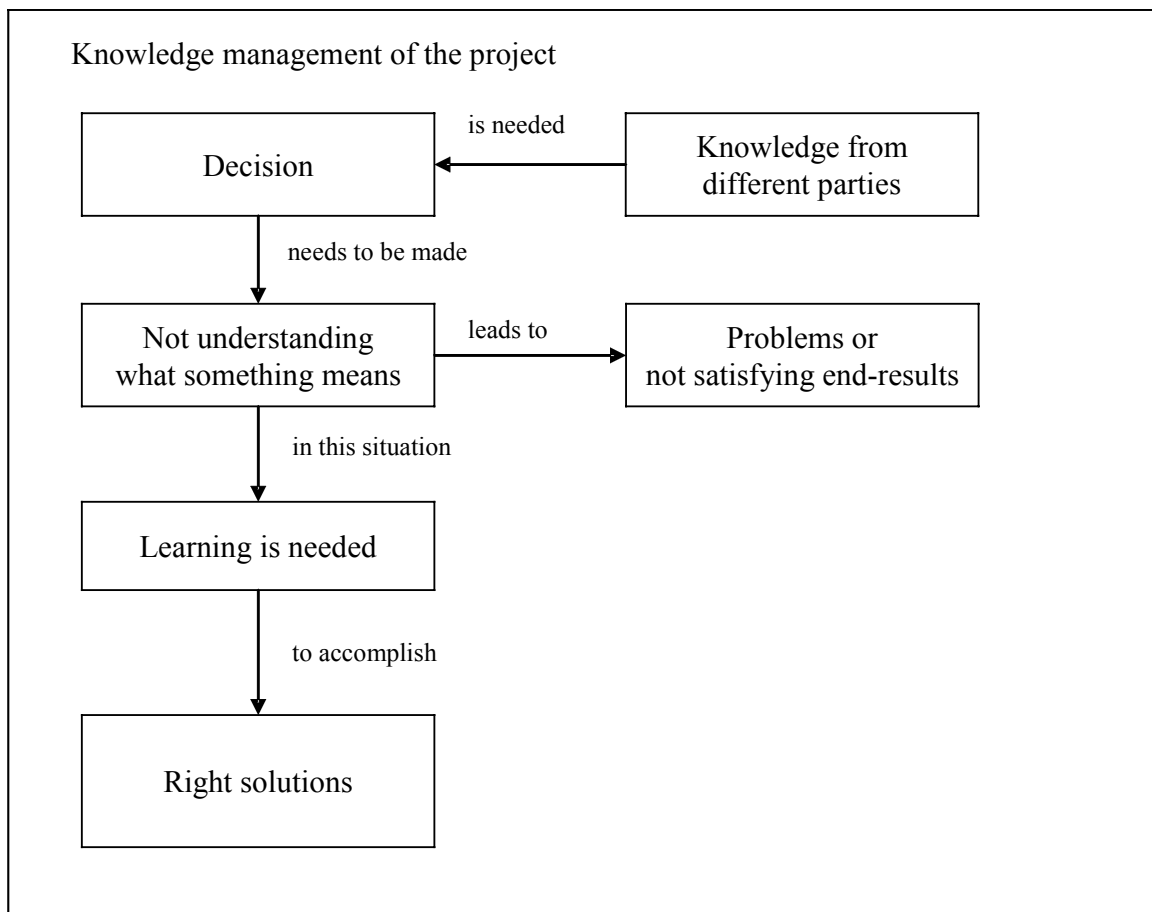 Knowledge management of the project
is needed
Decision
Knowledge from
different parties
needs to be made
Not understanding
what something means
leads to
Problems or
not satisfying end-results
in this situation
Learning is needed
to accomplish
Right solutions